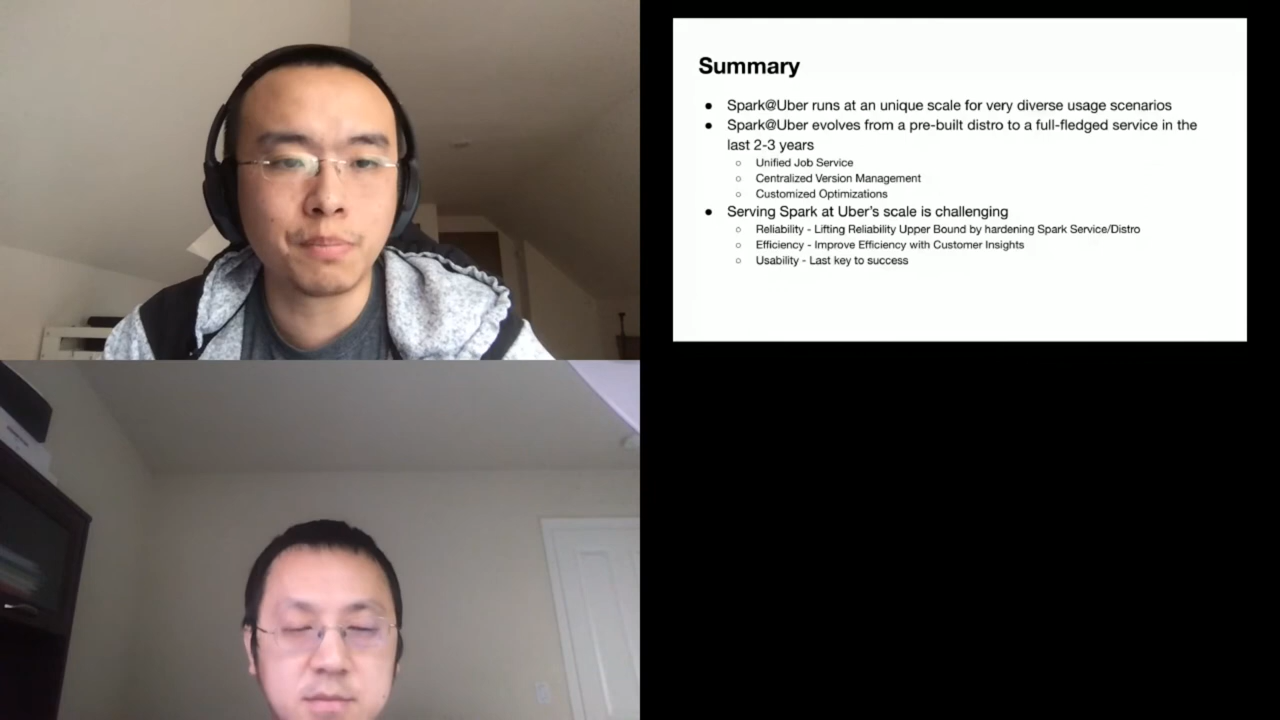 Summary
● Spark@Uber runs at an unique scale for very diverse usage scenarios
● Spark@Uber evolves from a pre-built distro to a full-fledged service in the
last 2-3 years
○ Unified Job Service
○ Centralized Version Management
○ Customized Optimizations
● Serving Spark at Uber's scale is challenging
○ Reliability - Lifting Reliability Upper Bound by hardening Spark Service/Distro
○ Efficiency - Improve Efficiency with Customer Insights
○ Usability - Last key to success